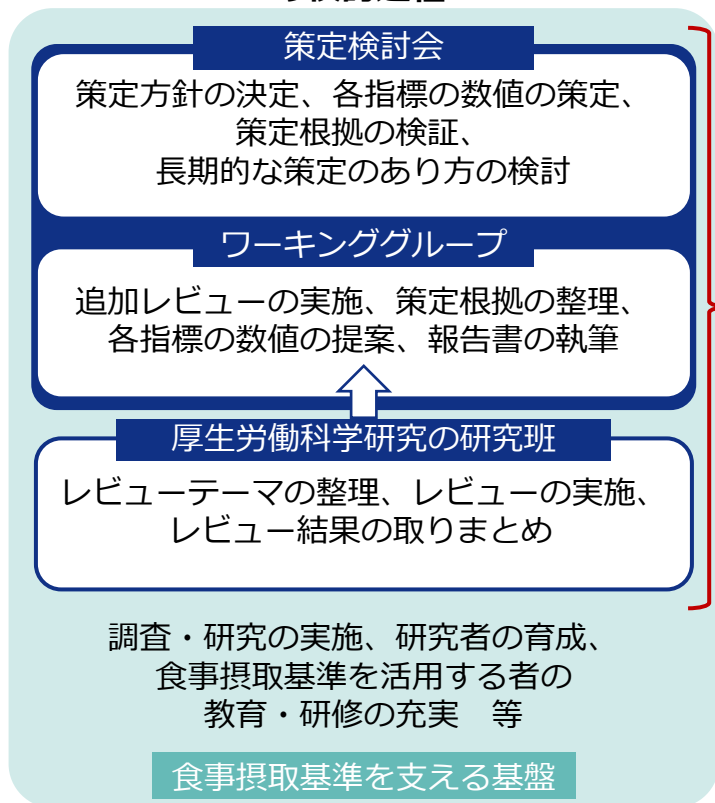 策定検討会
策定方針の決定、各指標の数値の策定、
策定根拠の検証、
長期的な策定のあり方の検討
ワーキンググループ
追加レビューの実施、策定根拠の整理、
各指標の数値の提案、報告書の執筆
厚生労働科学研究の研究班
レビューテーマの整理、レビューの実施、
レビュー結果の取りまとめ
調査・研究の実施、研究者の育成、
食事摂取基準を活用する者の
教育・研修の充実　等
食事摂取基準を支える基盤